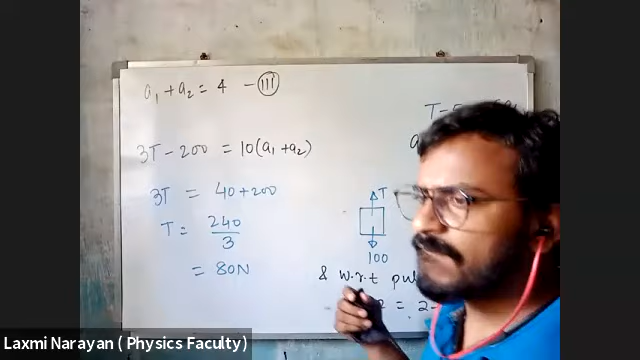 a₁ + a₂ = 4 - III
3T - 200 = 10(a₁ + a₂)
3T = 40 + 200
T = 240/3
= 80N
T
100
& w.r.t
Laxmi Narayan ( Physics Faculty)